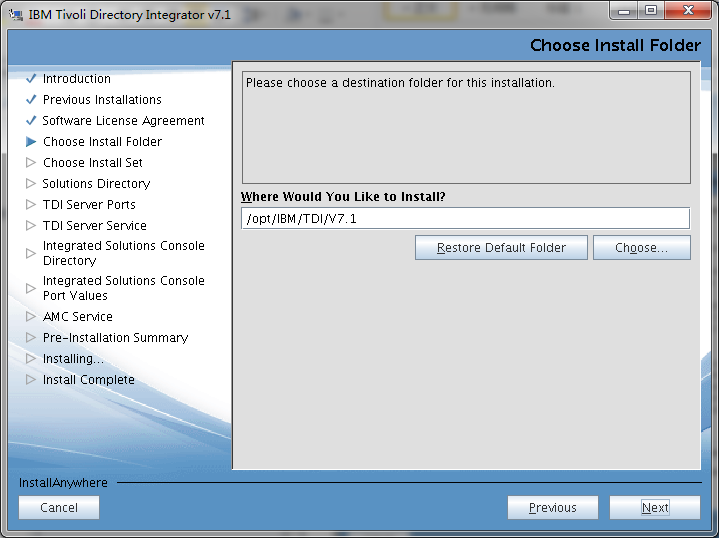 IBM Tivoli Directory Integrator v7.1
Choose Install Folder
Introduction
Previous Installations
Software License Agreement
Choose Install Folder
Choose Install Set
Solutions Directory
TDI Server Ports
TDI Server Service
Integrated Solutions Console
Directory
Integrated Solutions Console
Port Values
AMC Service
Pre-Installation Summary
Installing...
Install Complete
Please choose a destination folder for this installation.
Where Would You Like to Install?
/opt/IBM/TDI/V7.1
Restore Default Folder
Choose...
InstallAnywhere
Cancel
Previous
Next